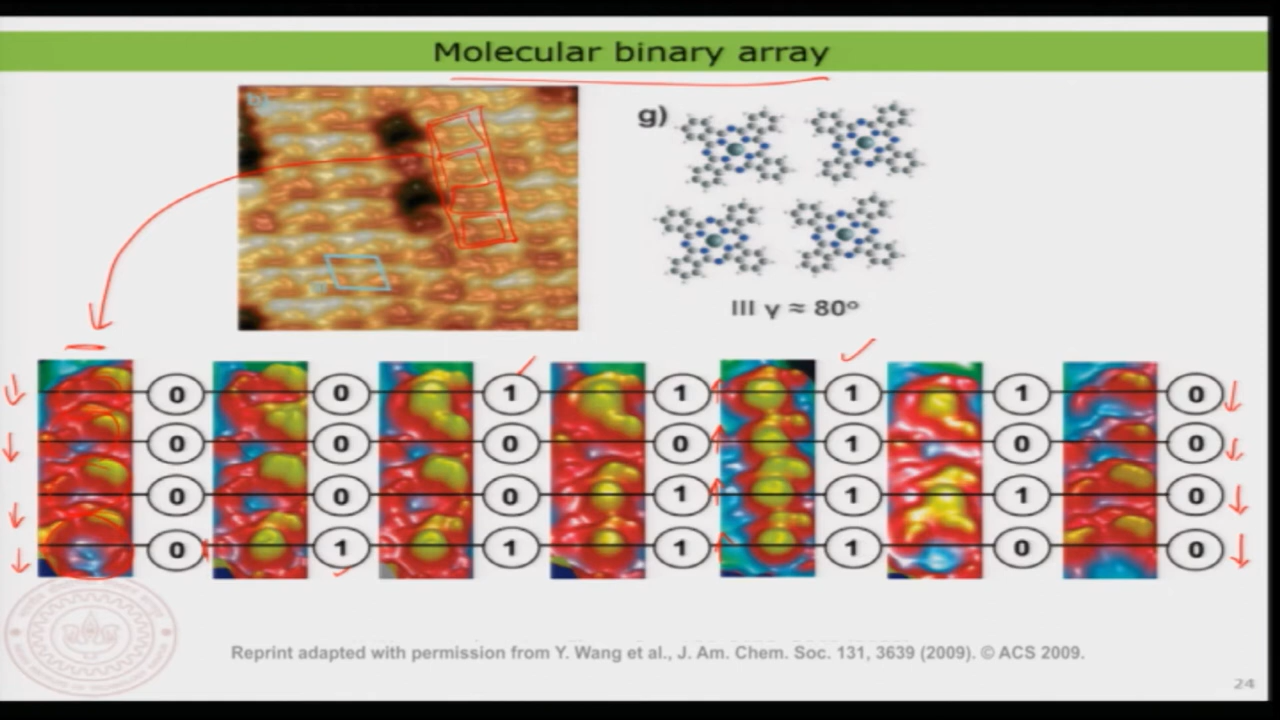 Molecular binary array
b)
g)
III γ ≈ 80º
0 0 1 1 1 1 0
0 0 0 0 1 0 0
0 0 0 1 1 1 0
0 1 1 1 1 0 0
Reprint adapted with permission from Y. Wang et al., J. Am. Chem. Soc. 131, 3639 (2009). © ACS 2009.
24